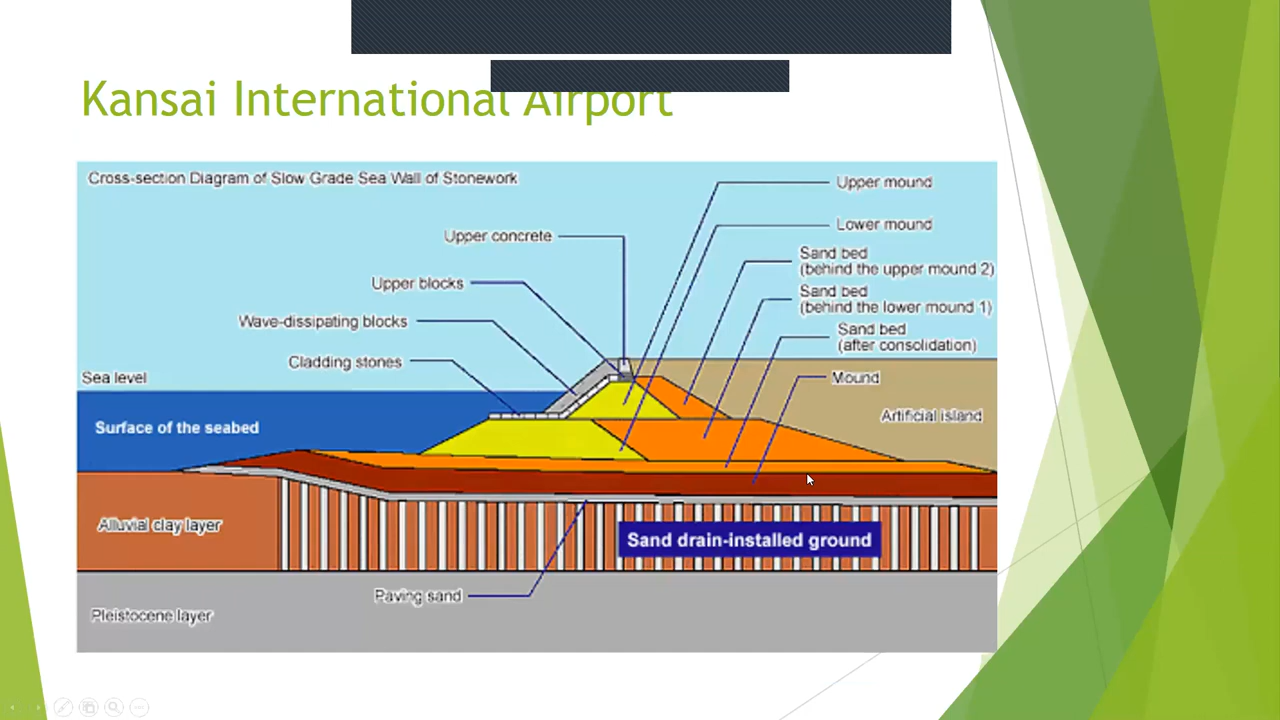 Kansai International Airport
Cross-section Diagram of Slow Grade Sea Wall of Stonework
Upper mound
Lower mound
Upper concrete
Sand bed
(behind the upper mound 2)
Upper blocks
Sand bed
(behind the lower mound 1)
Wave-dissipating blocks
Sand bed
(after consolidation)
Cladding stones
Sea level
Mound
Artificial island
Surface of the seabed
Alluvial clay layer
Sand drain-installed ground
Paving sand
Pleistocene layer